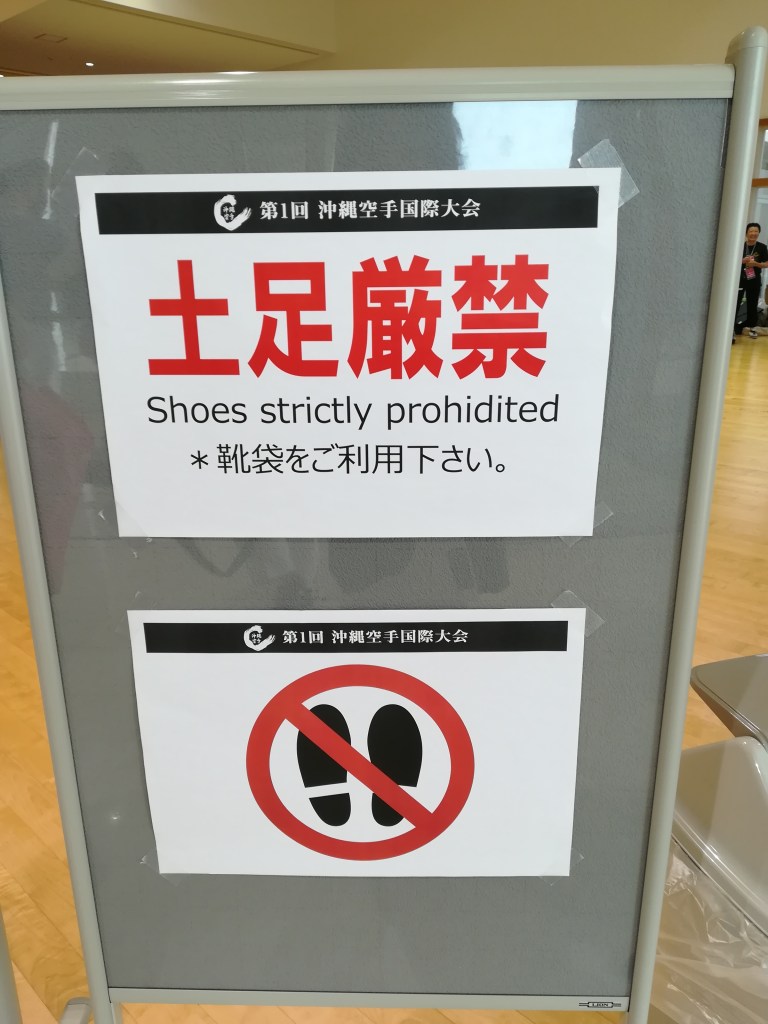 第1回 沖縄空手国際大会
土足厳禁
Shoes strictly prohidited
＊靴袋をご利用下さい。
第1回 沖縄空手国際大会
LION